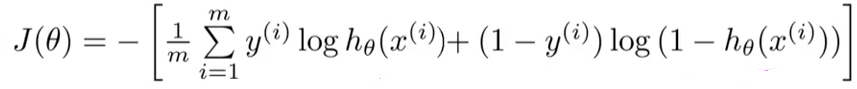 J(θ) = − [ 1/m ∑_{i=1}^{m} y^{(i)} log h_θ(x^{(i)}) + (1 − y^{(i)}) log (1 − h_θ(x^{(i)})) ]